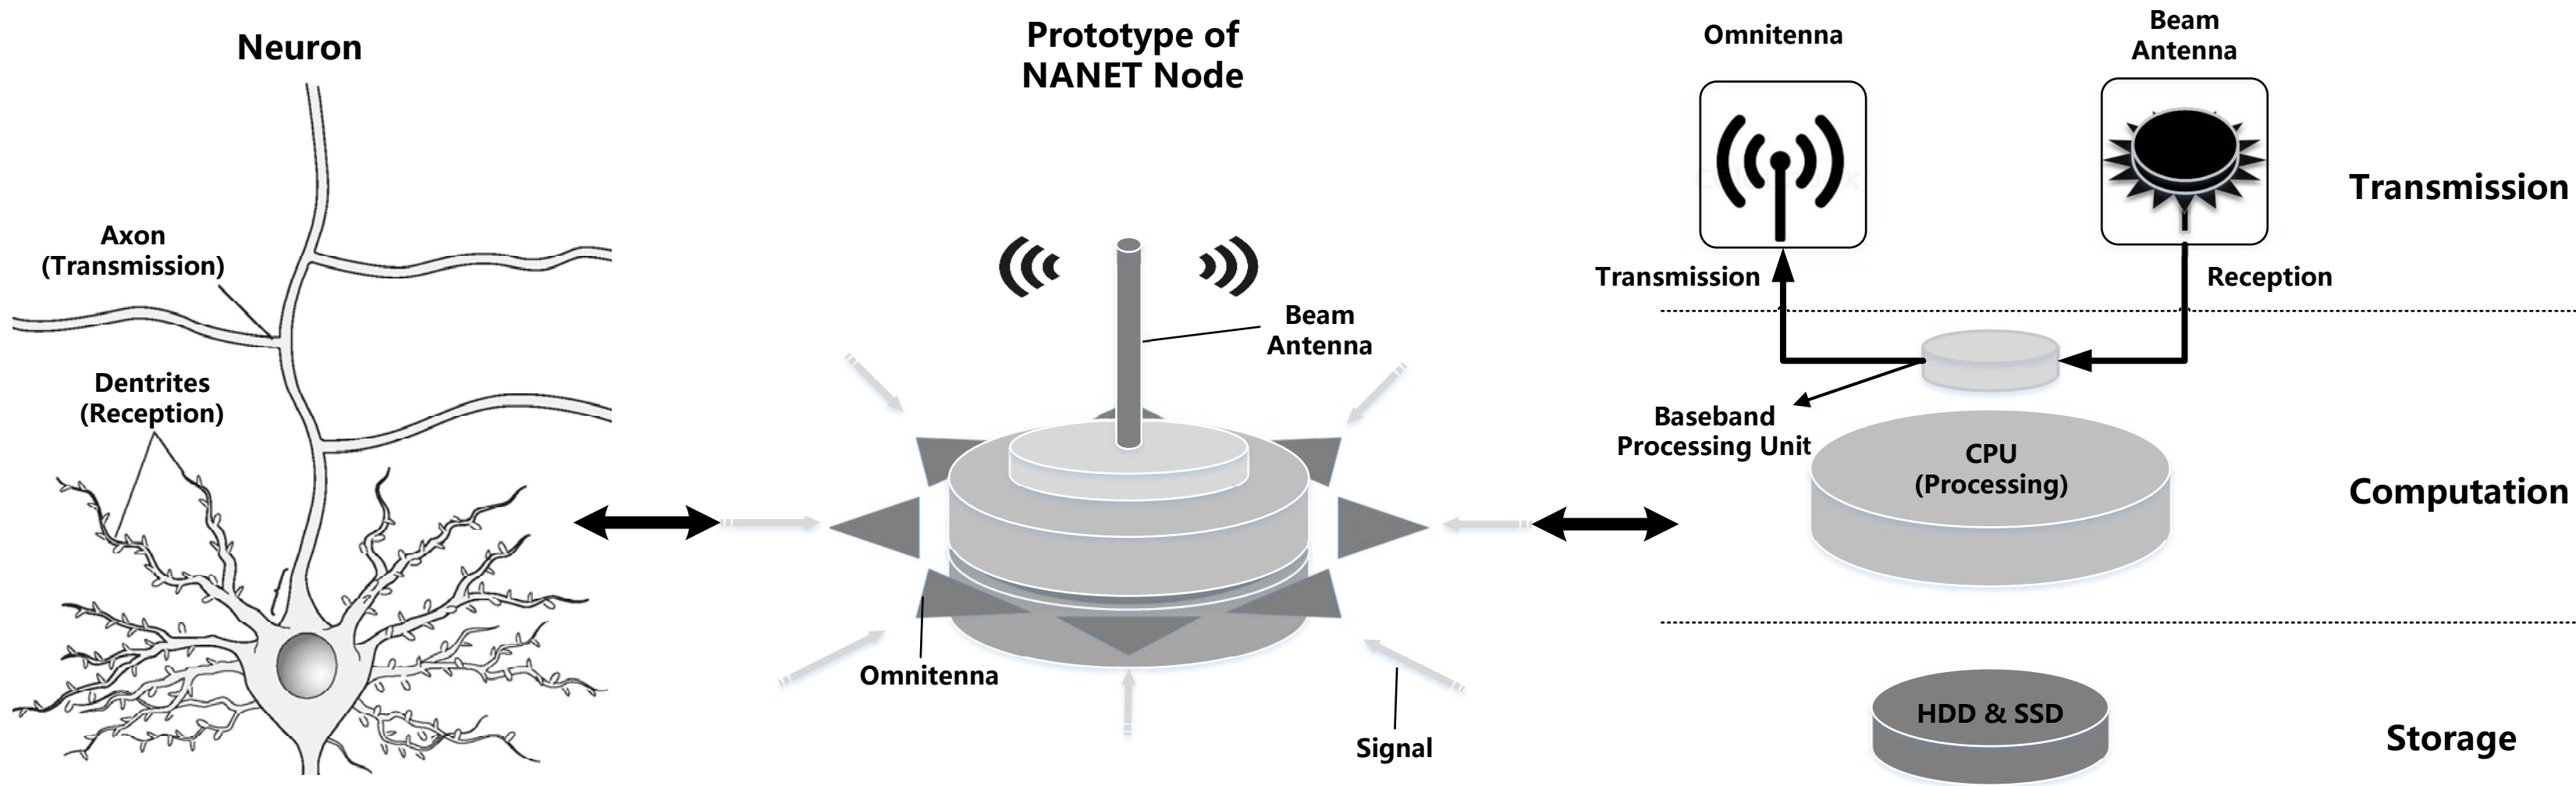 Neuron
Axon
(Transmission)
Dentrites
(Reception)
Prototype of
NANET Node
Beam
Antenna
Omnitenna
Signal
Omnitenna
Beam
Antenna
Transmission
Transmission
Reception
Baseband
Processing Unit
CPU
(Processing)
Computation
HDD & SSD
Storage